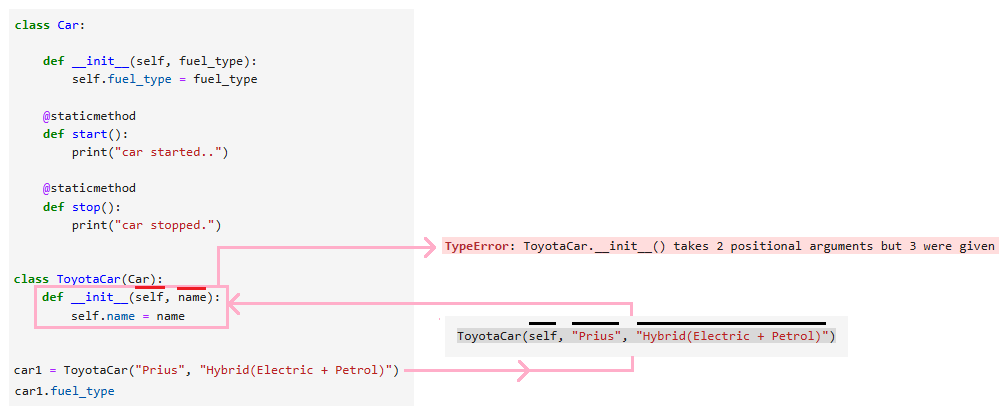 class Car:
def __init__(self, fuel_type):
self.fuel_type = fuel_type
@staticmethod
def start():
print("car started..")
@staticmethod
def stop():
print("car stopped.")
TypeError: ToyotaCar.__init__() takes 2 positional arguments but 3 were given
class ToyotaCar(Car):
def __init__(self, name):
self.name = name
ToyotaCar(self, "Prius", "Hybrid(Electric + Petrol)")
car1 = ToyotaCar("Prius", "Hybrid(Electric + Petrol)")
car1.fuel_type